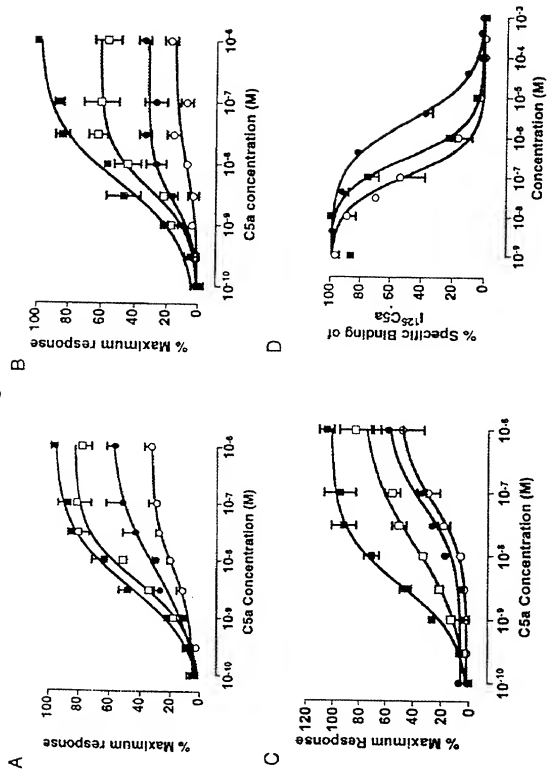 A
% Maximum response
100
80
60
40
20
0
10-10 10-9 10-8 10-7 10-6
C5a Concentration (M)
B
% Maximum response
100
80
60
40
20
0
10-10 10-9 10-8 10-7 10-6
C5a concentration (M)
C
% Maximum Response
120
100
80
60
40
20
0
10-10 10-9 10-8 10-7 10-6
C5a Concentration (M)
D
% Specific Binding of
I125C5a
100
80
60
40
20
0
10-9 10-8 10-7 10-6 10-5 10-4 10-3
Concentration (M)